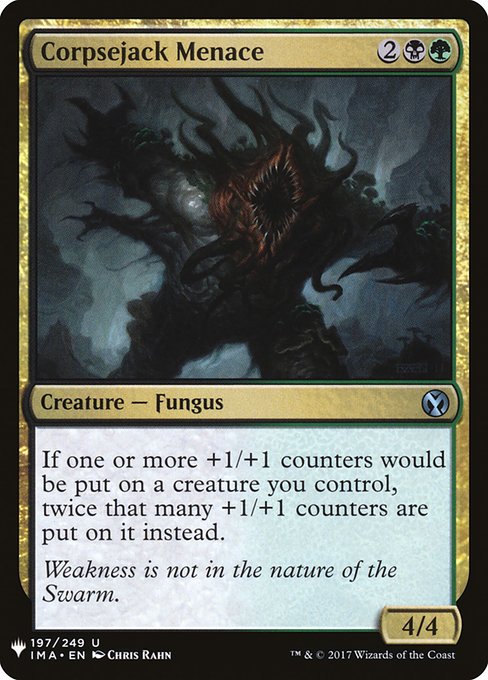 Corpsejack Menace 2
Creature — Fungus
If one or more +1/+1 counters would
be put on a creature you control,
twice that many +1/+1 counters are
put on it instead.
Weakness is not in the nature of the
Swarm.
4/4
197/249 U
IMA • EN Chris Rahn
™ & © 2017 Wizards of the Coast